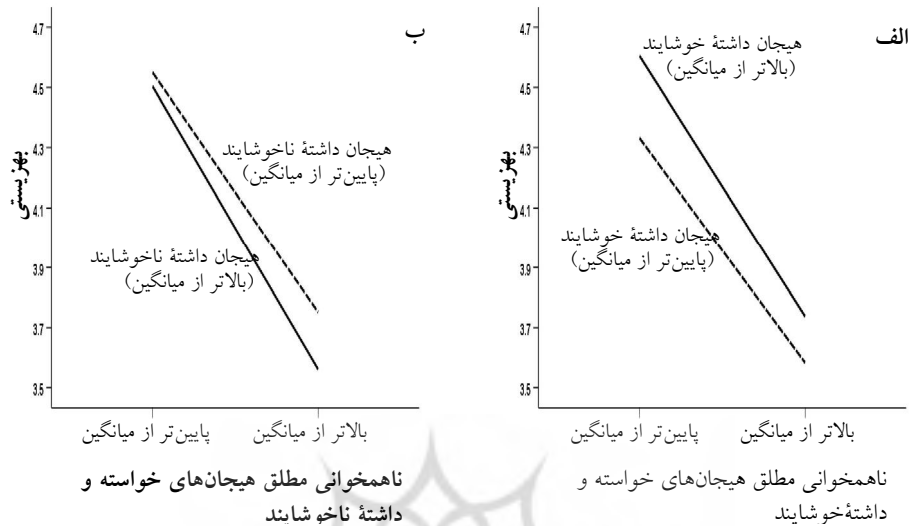 الف
4.7
4.5
4.3
4.1
3.9
3.7
3.5
بهزیستی
هیجان داشتهٔ خوشایند
(بالاتر از میانگین)
هیجان داشتهٔ خوشایند
(پایین‌تر از میانگین)
پایین‌تر از میانگین
بالاتر از میانگین
ناهمخوانی مطلق هیجان‌های خواسته و
داشتهٔخوشایند
ب
4.7
4.5
4.3
4.1
3.9
3.7
3.5
بهزیستی
هیجان داشتهٔ ناخوشایند
(پایین‌تر از میانگین)
هیجان داشتهٔ ناخوشایند
(بالاتر از میانگین)
پایین‌تر از میانگین
بالاتر از میانگین
ناهمخوانی مطلق هیجان‌های خواسته و
داشتهٔ ناخوشایند